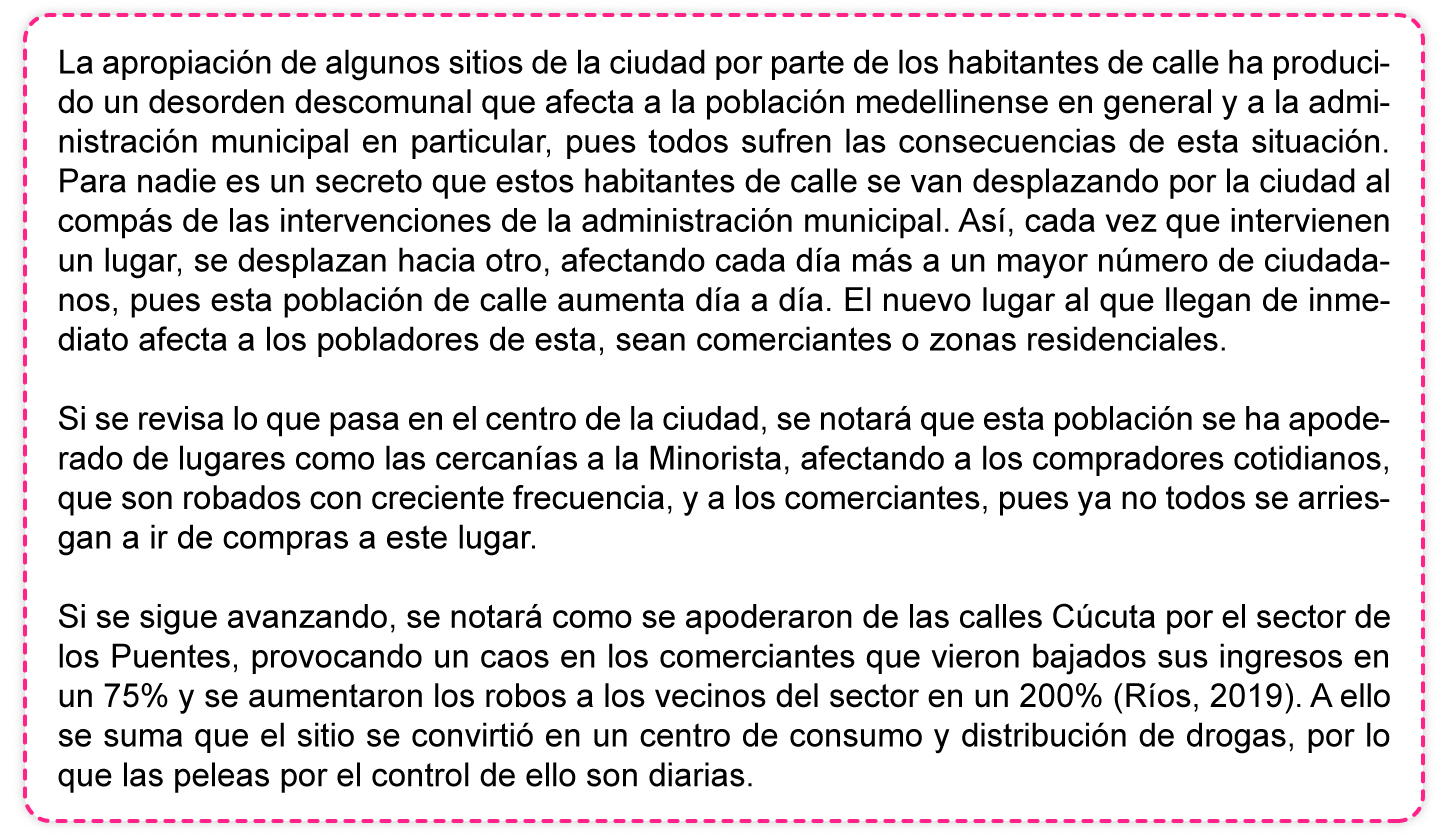 La apropiación de algunos sitios de la ciudad por parte de los habitantes de calle ha produci-
do un desorden descomunal que afecta a la población medellinense en general y a la admi-
nistración municipal en particular, pues todos sufren las consecuencias de esta situación.
Para nadie es un secreto que estos habitantes de calle se van desplazando por la ciudad al
compás de las intervenciones de la administración municipal. Así, cada vez que intervienen
un lugar, se desplazan hacia otro, afectando cada día más a un mayor número de ciudada-
nos, pues esta población de calle aumenta día a día. El nuevo lugar al que llegan de inme-
diato afecta a los pobladores de esta, sean comerciantes o zonas residenciales.
Si se revisa lo que pasa en el centro de la ciudad, se notará que esta población se ha apode-
rado de lugares como las cercanías a la Minorista, afectando a los compradores cotidianos,
que son robados con creciente frecuencia, y a los comerciantes, pues ya no todos se arries-
gan a ir de compras a este lugar.
Si se sigue avanzando, se notará como se apoderaron de las calles Cúcuta por el sector de
los Puentes, provocando un caos en los comerciantes que vieron bajados sus ingresos en
un 75% y se aumentaron los robos a los vecinos del sector en un 200% (Ríos, 2019). A ello
se suma que el sitio se convirtió en un centro de consumo y distribución de drogas, por lo
que las peleas por el control de ello son diarias.